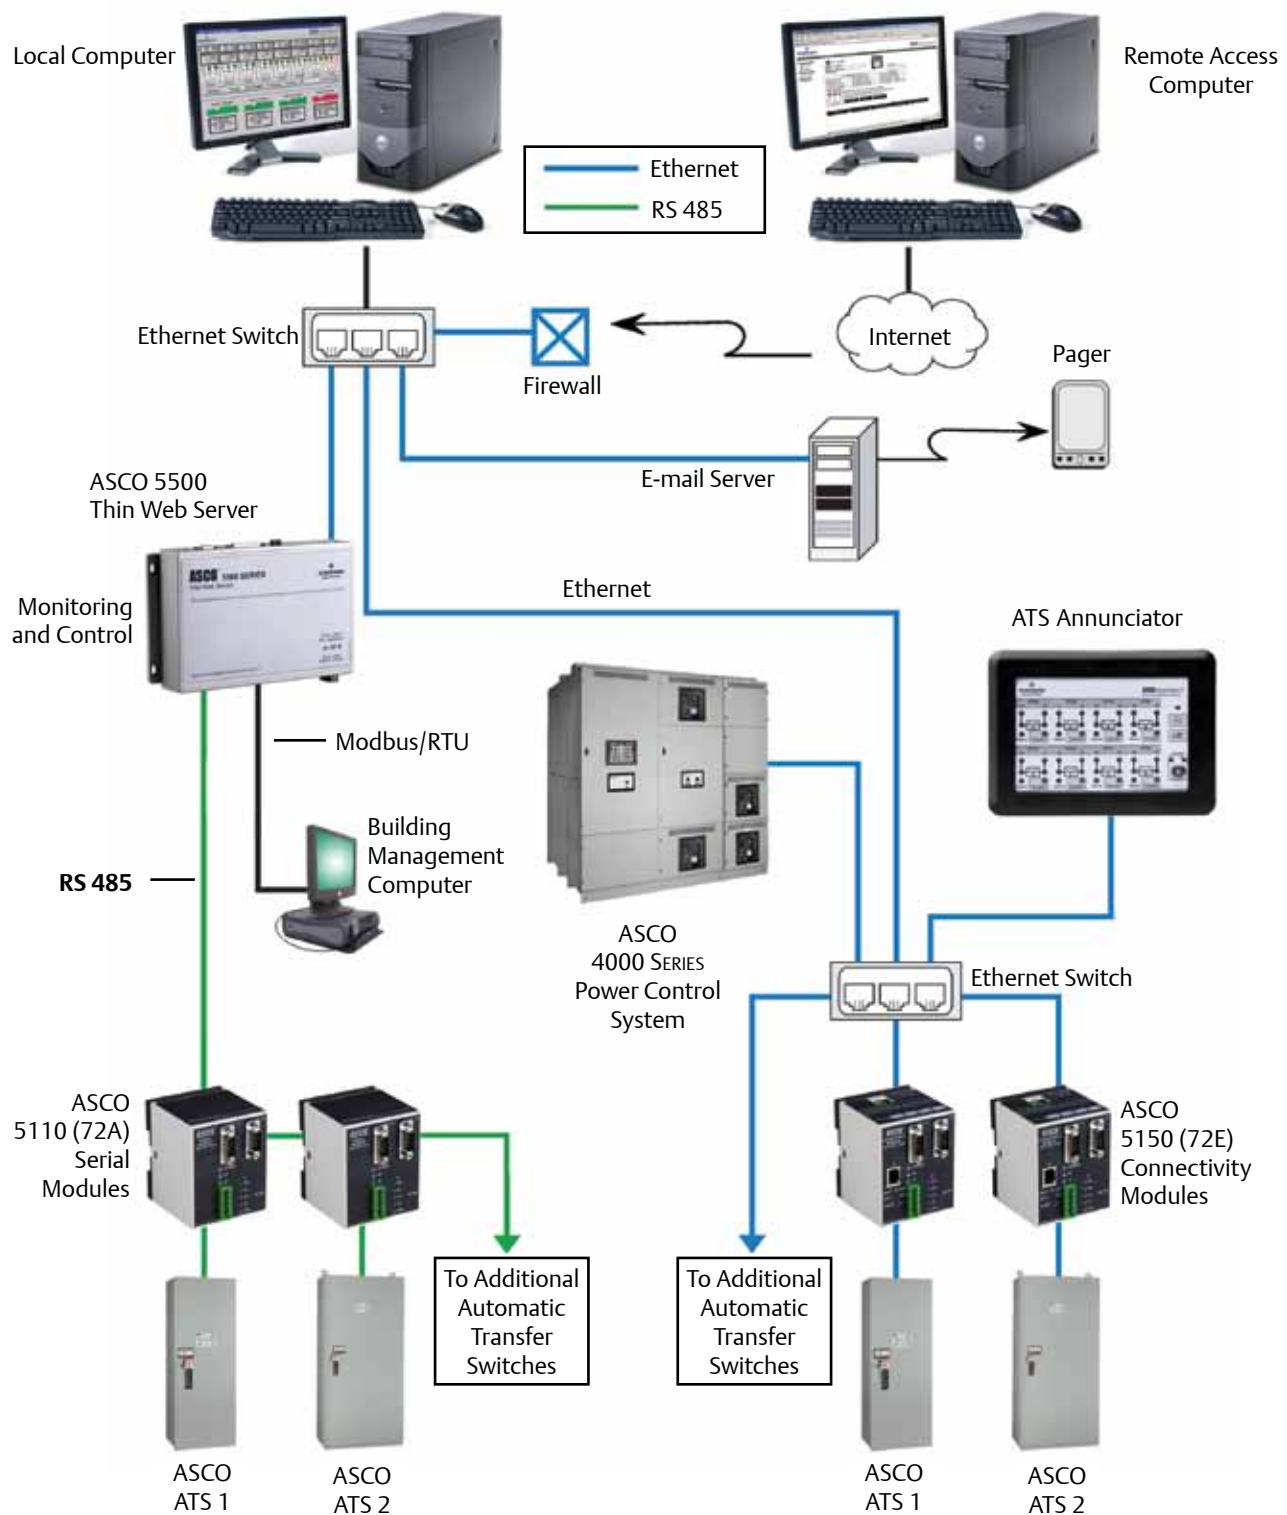 Local Computer
Remote Access
Computer
Ethernet
RS 485
Ethernet Switch
Firewall
Internet
Pager
E-mail Server
ASCO 5500
Thin Web Server
ASCO
Monitoring
and Control
Ethernet
ATS Annunciator
Modbus/RTU
Building
Management
Computer
RS 485
ASCO
4000 SERIES
Power Control
System
Ethernet Switch
ASCO
5110 (72A)
Serial
Modules
ASCO
5150 (72E)
Connectivity
Modules
To Additional
Automatic
Transfer
Switches
To Additional
Automatic
Transfer
Switches
ASCO
ATS 1
ASCO
ATS 2
ASCO
ATS 1
ASCO
ATS 2